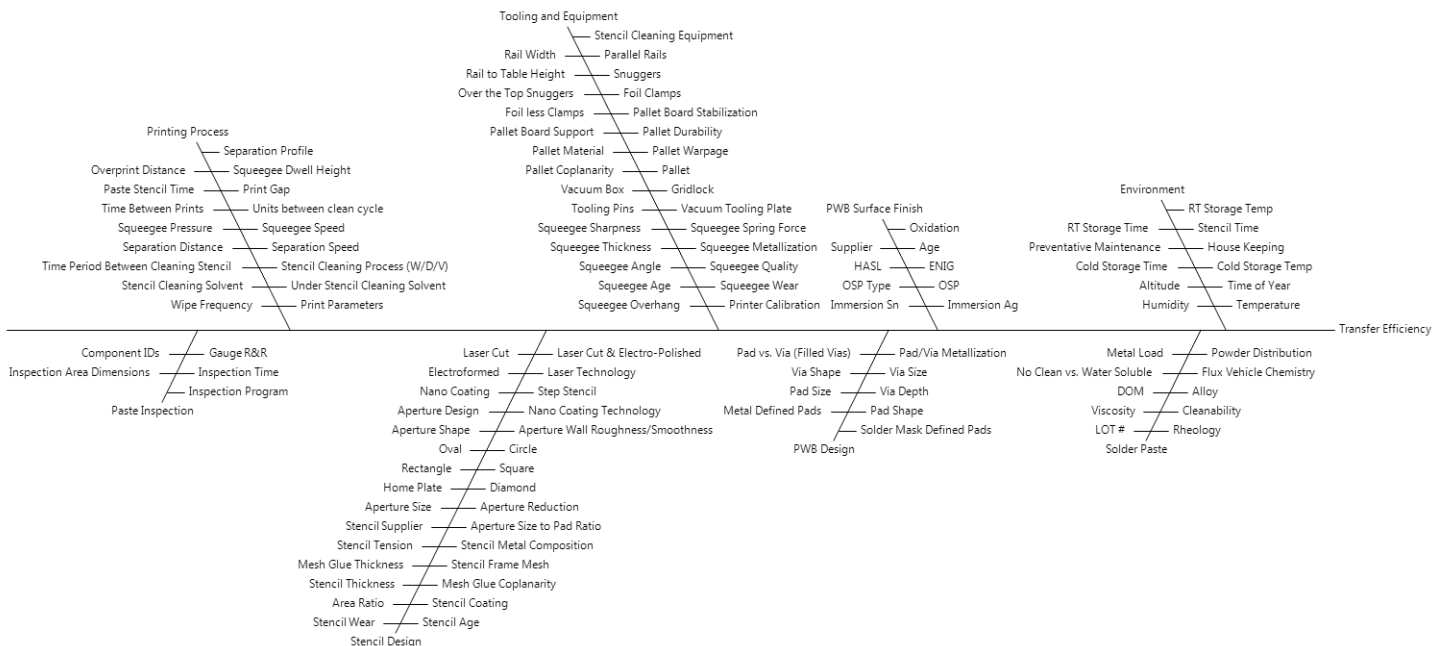 Tooling and Equipment
Stencil Cleaning Equipment
Rail Width
Parallel Rails
Rail to Table Height
Snuggers
Over the Top Snuggers
Foil Clamps
Foil less Clamps
Pallet Board Stabilization
Pallet Board Support
Pallet Durability
Pallet Material
Pallet Warpage
Pallet Coplanarity
Pallet
Vacuum Box
Gridlock
Tooling Pins
Vacuum Tooling Plate
Squeegee Sharpness
Squeegee Spring Force
Squeegee Thickness
Squeegee Metallization
Squeegee Angle
Squeegee Quality
Squeegee Age
Squeegee Wear
Squeegee Overhang
Printer Calibration
Printing Process
Separation Profile
Overprint Distance
Squeegee Dwell Height
Paste Stencil Time
Print Gap
Time Between Prints
Units between clean cycle
Squeegee Pressure
Squeegee Speed
Separation Distance
Separation Speed
Time Period Between Cleaning Stencil
Stencil Cleaning Process (W/D/V)
Stencil Cleaning Solvent
Under Stencil Cleaning Solvent
Wipe Frequency
Print Parameters
PWB Surface Finish
Oxidation
Supplier
Age
HASL
ENIG
OSP Type
OSP
Immersion Sn
Immersion Ag
Environment
RT Storage Temp
RT Storage Time
Stencil Time
Preventative Maintenance
House Keeping
Cold Storage Time
Cold Storage Temp
Altitude
Time of Year
Humidity
Temperature
Transfer Efficiency
Component IDs
Gauge R&R
Inspection Area Dimensions
Inspection Time
Inspection Program
Paste Inspection
Laser Cut
Laser Cut & Electro-Polished
Electroformed
Laser Technology
Nano Coating
Step Stencil
Aperture Design
Nano Coating Technology
Aperture Shape
Aperture Wall Roughness/Smoothness
Oval
Circle
Rectangle
Square
Home Plate
Diamond
Aperture Size
Aperture Reduction
Stencil Supplier
Aperture Size to Pad Ratio
Stencil Tension
Stencil Metal Composition
Mesh Glue Thickness
Stencil Frame Mesh
Stencil Thickness
Mesh Glue Coplanarity
Area Ratio
Stencil Coating
Stencil Wear
Stencil Age
Stencil Design
Pad vs. Via (Filled Vias)
Pad/Via Metallization
Via Shape
Via Size
Pad Size
Via Depth
Metal Defined Pads
Pad Shape
Solder Mask Defined Pads
PWB Design
Metal Load
Powder Distribution
No Clean vs. Water Soluble
Flux Vehicle Chemistry
DOM
Alloy
Viscosity
Cleanability
LOT #
Rheology
Solder Paste